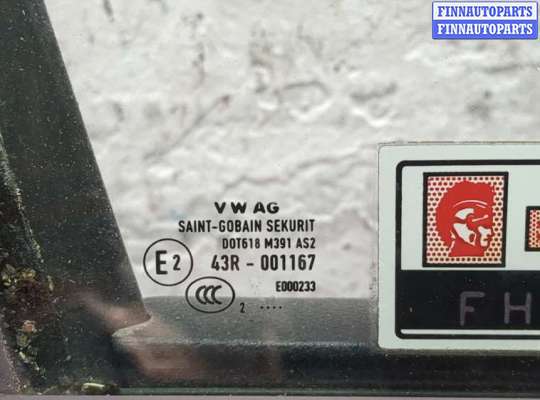 FINNAUTOPARTS
FINNAUTOPARTS
VW AG
SAINT-GOBAIN SEKURIT
DOT618 M391 AS2
E2 43R - 001167
E000233
CCC
2 ....
FH